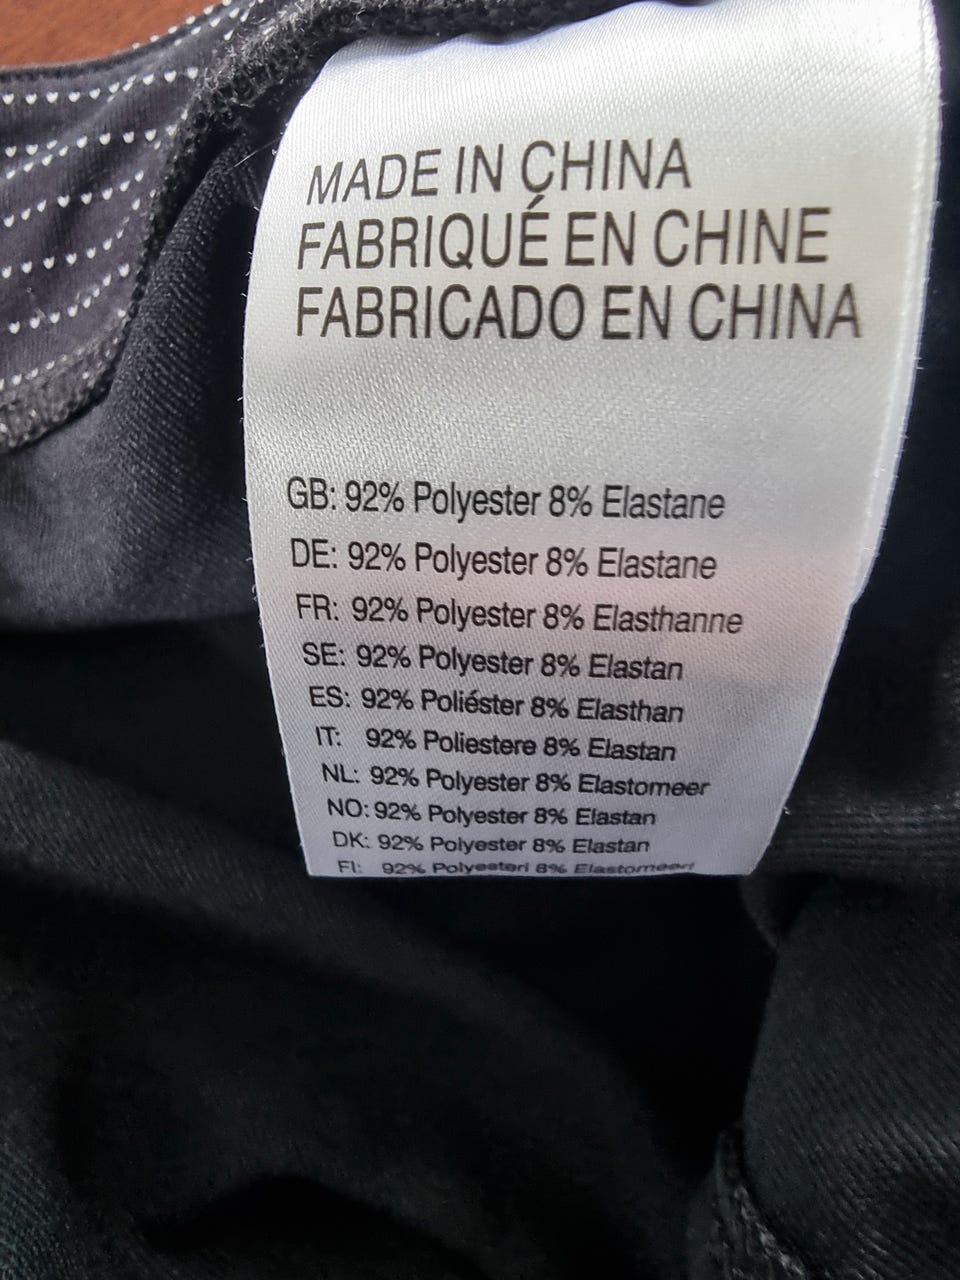 MADE IN CHINA
FABRIQUÉ EN CHINE
FABRICADO EN CHINA
GB: 92% Polyester 8% Elastane
DE: 92% Polyester 8% Elastane
FR: 92% Polyester 8% Elasthanne
SE: 92% Polyester 8% Elastan
ES: 92% Poliéster 8% Elasthan
IT: 92% Poliestere 8% Elastan
NL: 92% Polyester 8% Elastomeer
NO: 92% Polyester 8% Elastan
DK: 92% Polyester 8% Elastan
FI: 92% Polyesteri 8% Elastomeeri